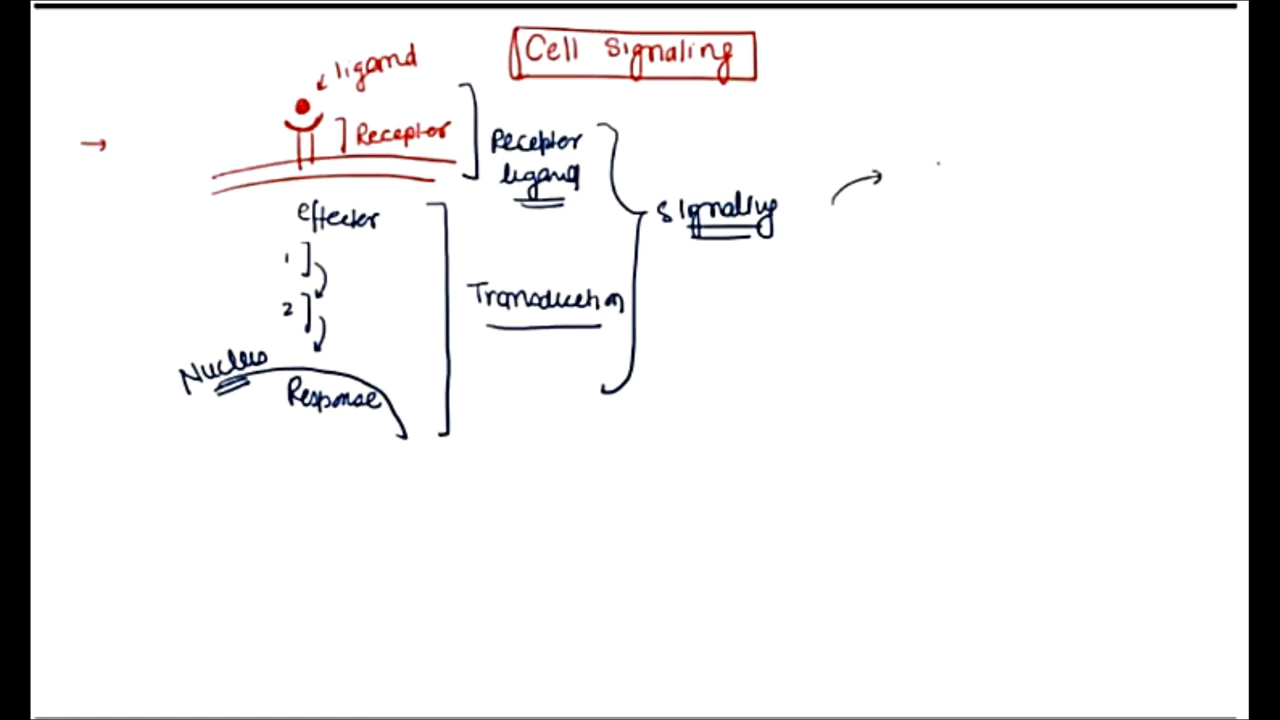 Cell Signaling
ligand
Receptor
Receptor
ligand
effector
1
2
Nucleus
Response
Transduction
Signaling